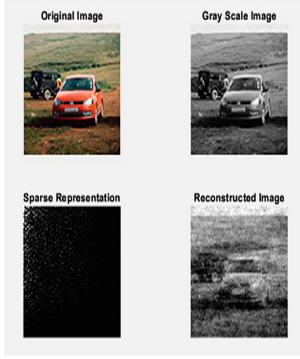 Original Image
Gray Scale Image
Sparse Representation
Reconstructed Image